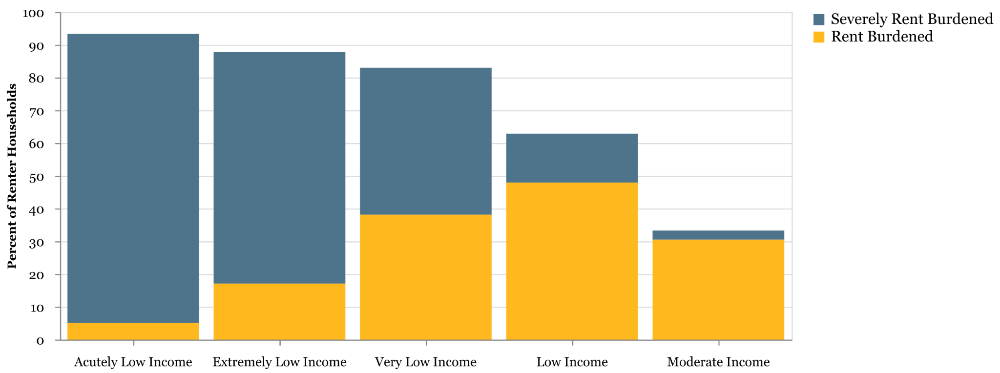 Severely Rent Burdened
Rent Burdened
Percent of Renter Households
100
90
80
70
60
50
40
30
20
10
0
Acutely Low Income
Extremely Low Income
Very Low Income
Low Income
Moderate Income